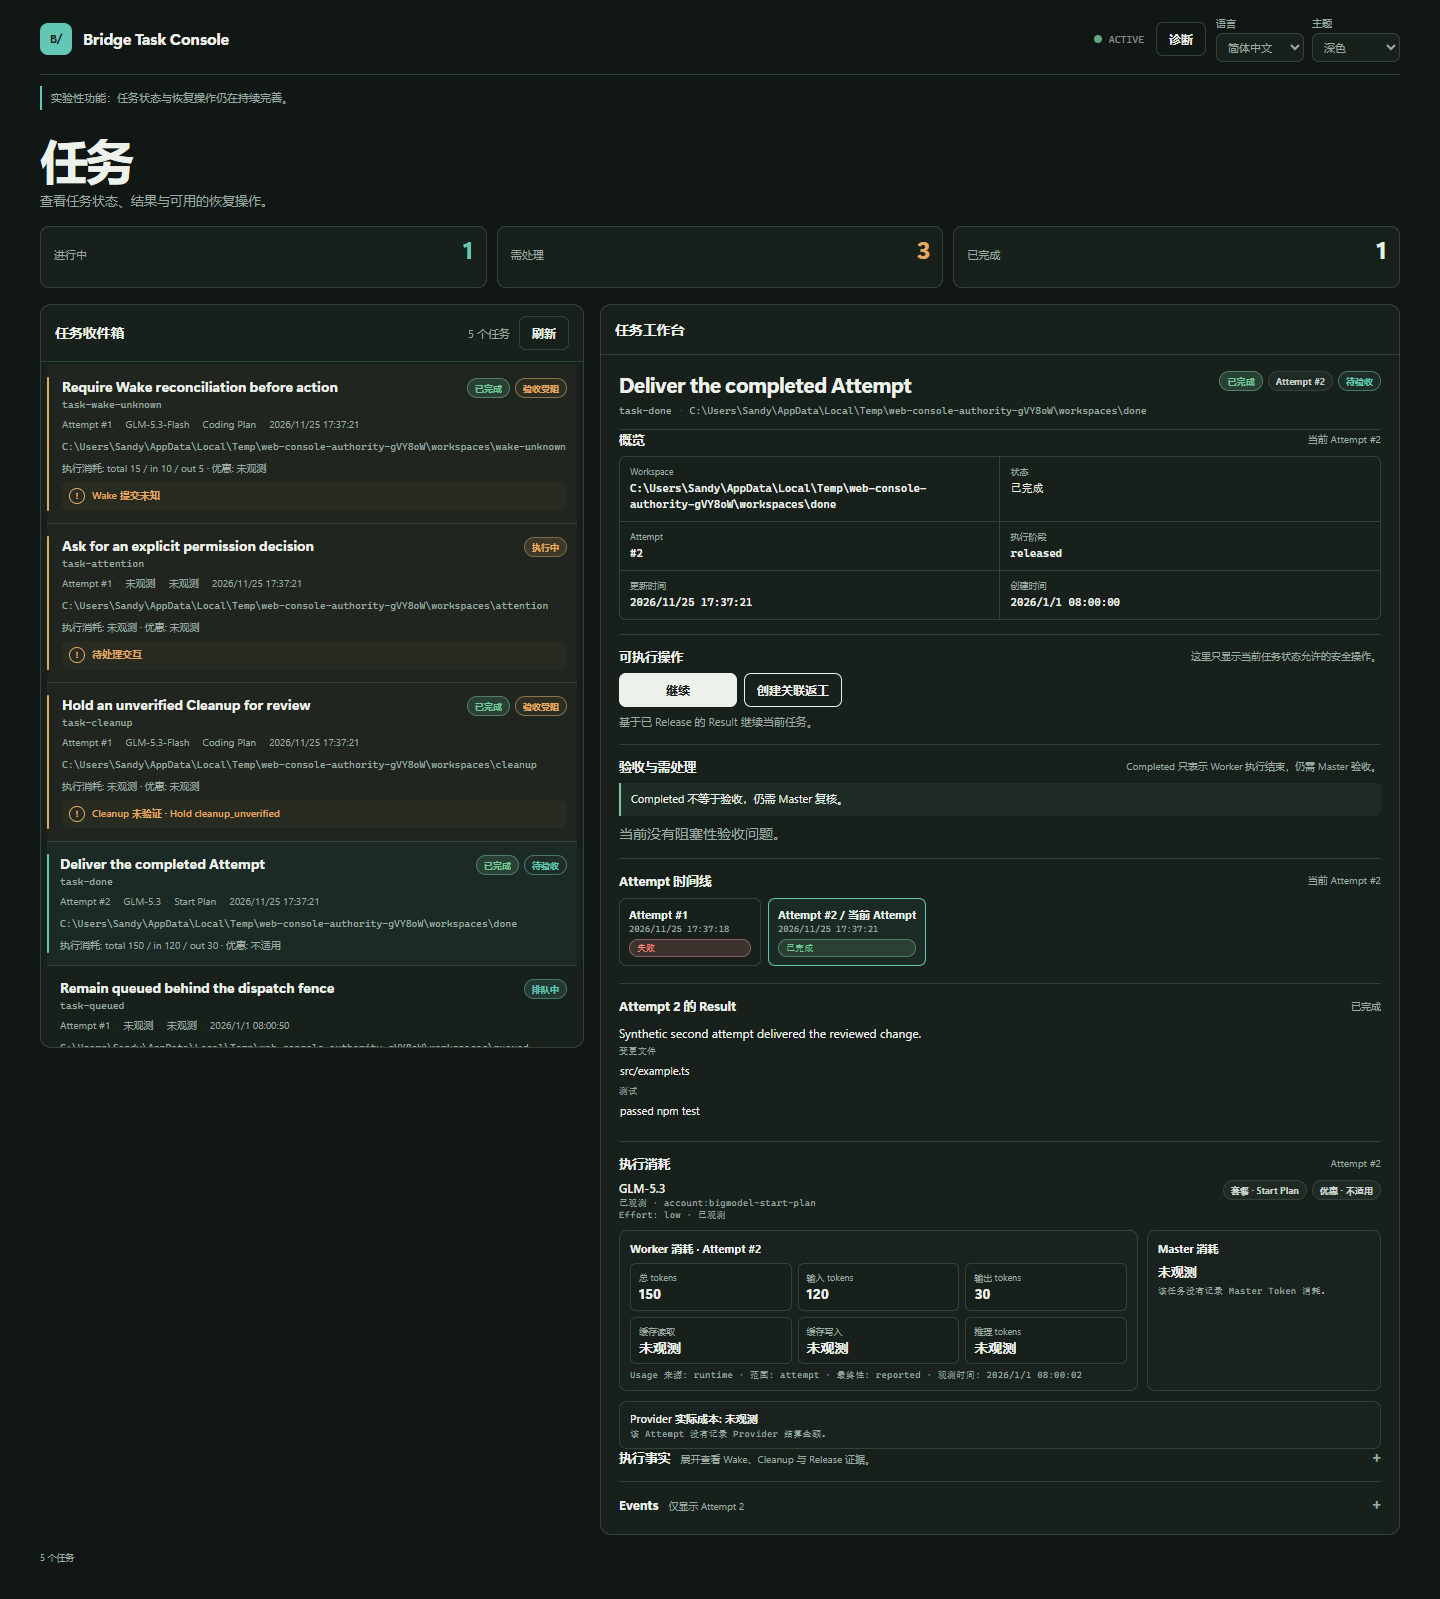 B/
Bridge Task Console
ACTIVE
诊断
语言
简体中文
主题
深色
实验性功能：任务状态与恢复操作仍在持续完善。
任务
查看任务状态、结果与可用的恢复操作。
进行中
1
需处理
3
已完成
1
任务收件箱
5 个任务
刷新
Require Wake reconciliation before action
已完成
验收受阻
task-wake-unknown
Attempt #1 · GLM-5.3-Flash · Coding Plan · 2026/11/25 17:37:21
C:\Users\Sandy\AppData\Local\Temp\web-console-authority-gVY8oW\workspaces\wake-unknown
执行消耗: total 15 / in 10 / out 5 · 优惠: 未观测
! Wake 提交未知
Ask for an explicit permission decision
执行中
task-attention
Attempt #1 · 未观测 · 未观测 · 2026/11/25 17:37:21
C:\Users\Sandy\AppData\Local\Temp\web-console-authority-gVY8oW\workspaces\attention
执行消耗: 未观测 · 优惠: 未观测
! 待处理交互
Hold an unverified Cleanup for review
已完成
验收受阻
task-cleanup
Attempt #1 · GLM-5.3-Flash · Coding Plan · 2026/11/25 17:37:21
C:\Users\Sandy\AppData\Local\Temp\web-console-authority-gVY8oW\workspaces\cleanup
执行消耗: 未观测 · 优惠: 未观测
! Cleanup 未验证 · Hold cleanup_unverified
Deliver the completed Attempt
已完成
待验收
task-done
Attempt #2 · GLM-5.3 · Start Plan · 2026/11/25 17:37:21
C:\Users\Sandy\AppData\Local\Temp\web-console-authority-gVY8oW\workspaces\done
执行消耗: total 150 / in 120 / out 30 · 优惠: 不适用
Remain queued behind the dispatch fence
排队中
task-queued
Attempt #1 · 未观测 · 未观测 · 2026/1/1 08:00:50
C:\Users\Sandy\AppData\Local\Temp\web-console-authority-gVY8oW\workspaces\queued
任务工作台
Deliver the completed Attempt
已完成
Attempt #2
待验收
task-done · C:\Users\Sandy\AppData\Local\Temp\web-console-authority-gVY8oW\workspaces\done
概览
当前 Attempt #2
Workspace
C:\Users\Sandy\AppData\Local\Temp\web-console-
authority-gVY8oW\workspaces\done
状态
已完成
Attempt
#2
执行阶段
released
更新时间
2026/11/25 17:37:21
创建时间
2026/1/1 08:00:00
可执行操作
这里只显示当前任务状态允许的安全操作。
继续
创建关联返工
基于已 Release 的 Result 继续当前任务。
验收与需处理
Completed 只表示 Worker 执行结束，仍需 Master 验收。
Completed 不等于验收，仍需 Master 复核。
当前没有阻塞性验收问题。
Attempt 时间线
当前 Attempt #2
Attempt #1
2026/11/25 17:37:18
失败
Attempt #2 / 当前 Attempt
2026/11/25 17:37:21
已完成
Attempt 2 的 Result
已完成
Synthetic second attempt delivered the reviewed change.
变更文件
src/example.ts
测试
passed npm test
执行消耗
Attempt #2
GLM-5.3
套餐 · Start Plan
优惠 · 不适用
已观测 · account:bigmodel-start-plan
Effort: low · 已观测
Worker 消耗 · Attempt #2
总 tokens
150
输入 tokens
120
输出 tokens
30
缓存读取
未观测
缓存写入
未观测
推理 tokens
未观测
Usage 来源: runtime · 范围: attempt · 最终性: reported · 观测时间: 2026/1/1 08:00:02
Master 消耗
未观测
该任务没有记录 Master Token 消耗。
Provider 实际成本: 未观测
该 Attempt 没有记录 Provider 结算金额。
执行事实 展开查看 Wake、Cleanup 与 Release 证据。 +
Events 仅显示 Attempt 2 +
5 个任务